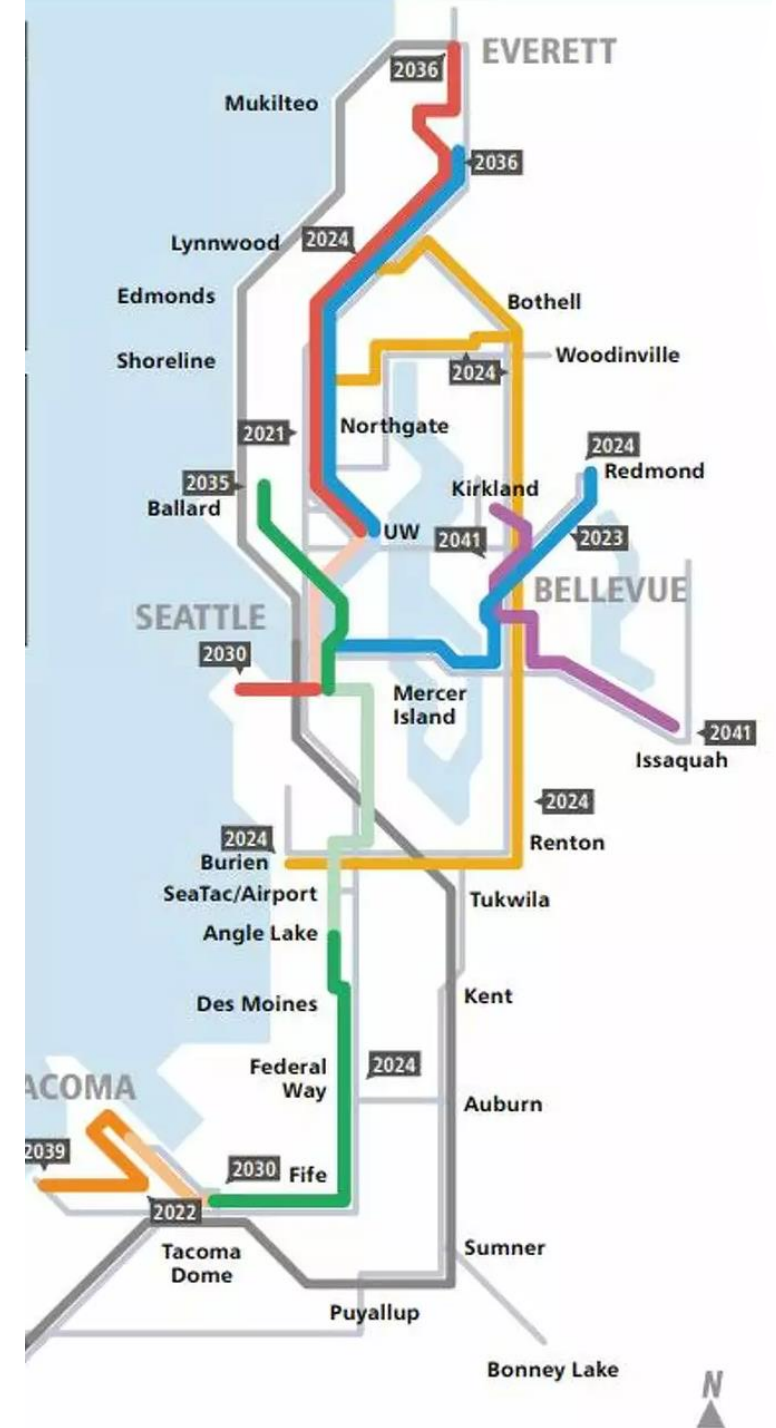 EVERETT
2036
Mukilteo
2036
Lynnwood
2024
Edmonds
Bothell
Shoreline
Woodinville
2024
2021
Northgate
2024
2035
Redmond
Ballard
Kirkland
UW
2041
2023
SEATTLE
BELLEVUE
2030
Mercer
Island
2041
Issaquah
2024
2024
Renton
Burien
SeaTac/Airport
Tukwila
Angle Lake
Des Moines
Kent
Federal
Way
2024
ACOMA
Auburn
2039
2030
Fife
2022
Tacoma
Dome
Sumner
Puyallup
Bonney Lake
N